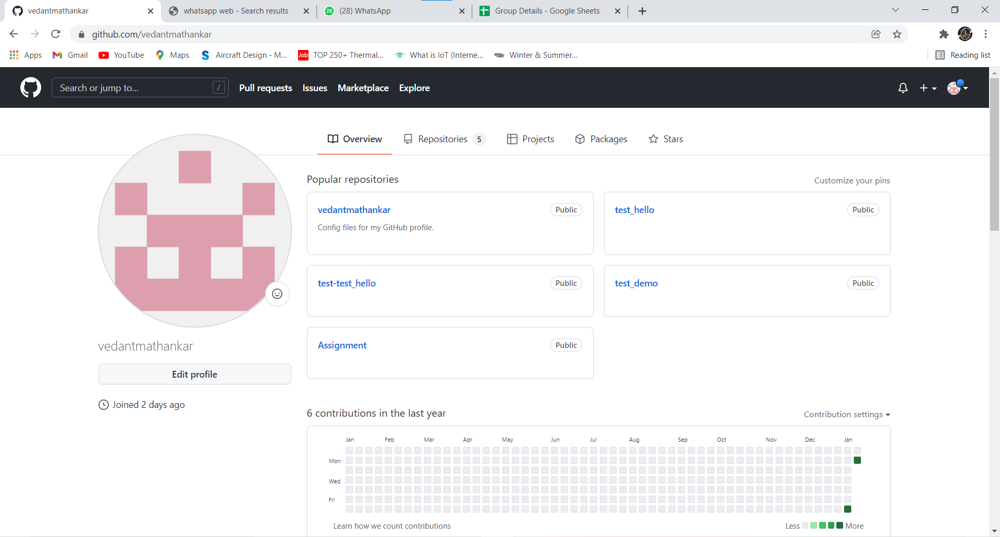 vedantmathankar
whatsapp web - Search results
28
(28) WhatsApp
Group Details - Google Sheets
github.com/vedantmathankar
Apps
Gmail
YouTube
Maps
S
Aircraft Design - M...
Job
TOP 250+ Thermal...
What is IoT (Interne...
Winter & Summer...
Reading list
Search or jump to...
/
Pull requests
Issues
Marketplace
Explore
Overview
Repositories 5
Projects
Packages
Stars
Popular repositories
Customize your pins
vedantmathankar
Public
Config files for my GitHub profile.
test_hello
Public
test-test_hello
Public
test_demo
Public
Assignment
Public
vedantmathankar
Edit profile
Joined 2 days ago
6 contributions in the last year
Contribution settings
Jan Feb Mar Apr May Jun Jul Aug Sep Oct Nov Dec Jan
Mon
Wed
Fri
Learn how we count contributions
Less
More